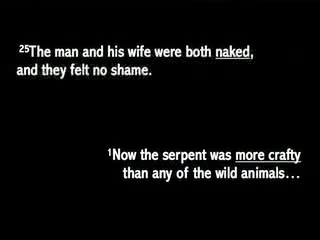 25The man and his wife were both naked,
and they felt no shame.
1Now the serpent was more crafty
than any of the wild animals...